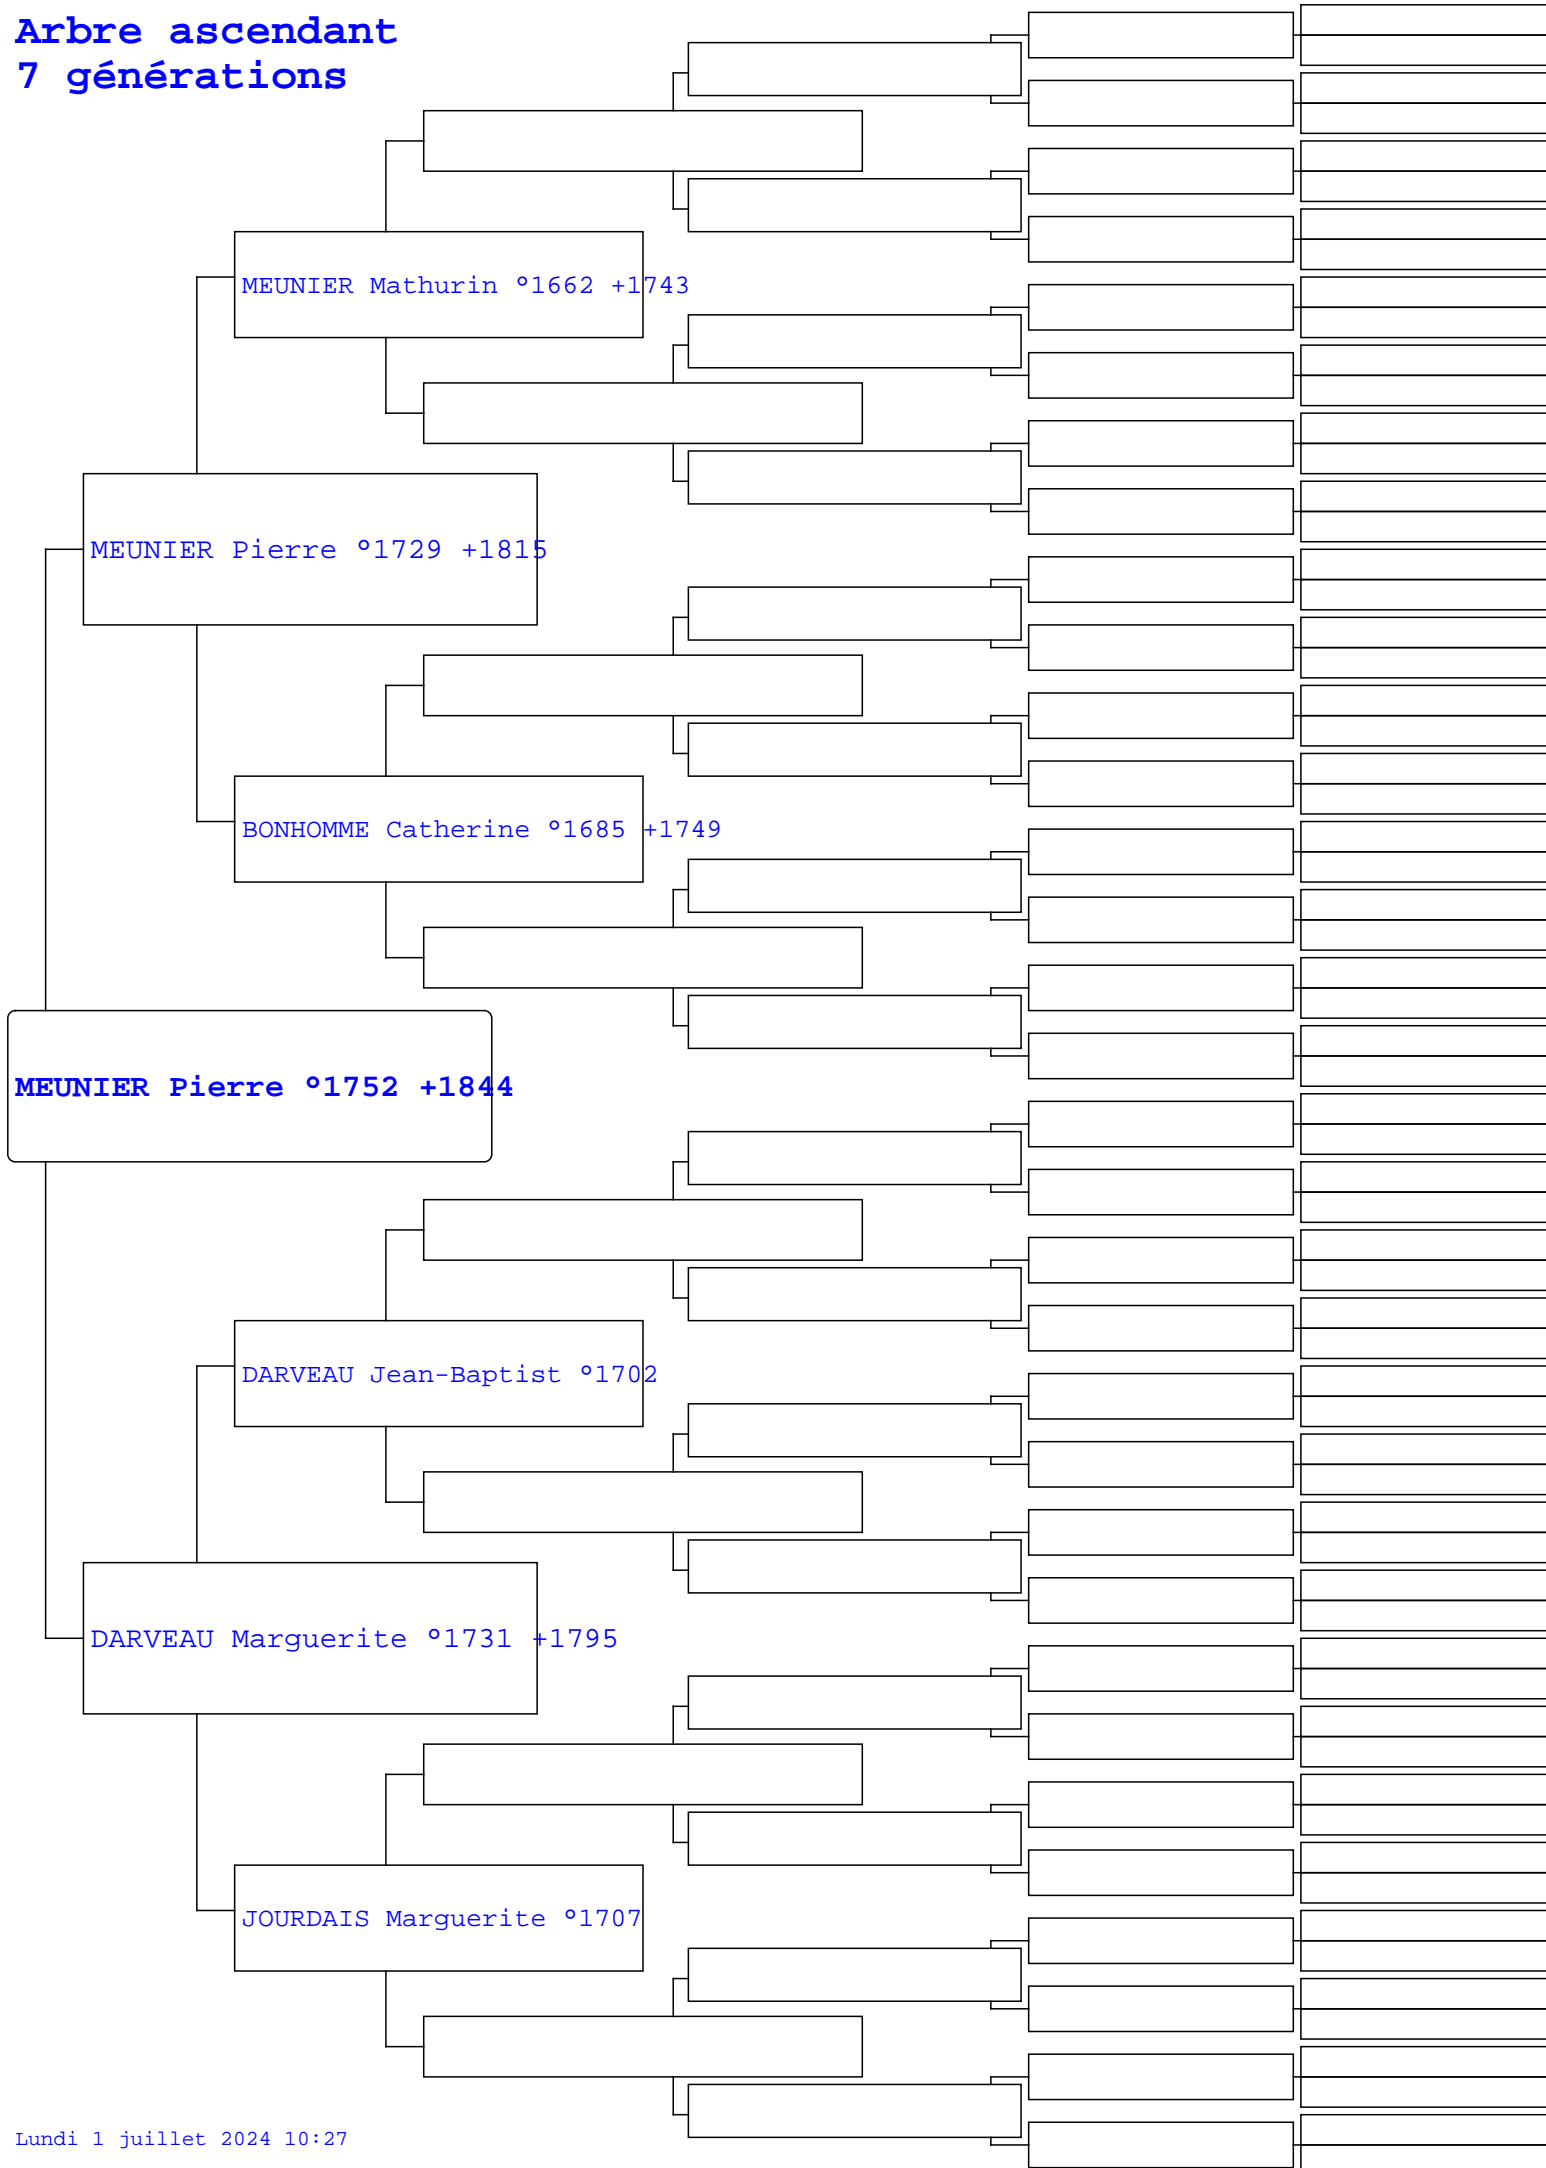 Arbre ascendant
7 générations
MEUNIER Mathurin °1662 +1743
MEUNIER Pierre °1729 +1815
BONHOMME Catherine °1685 +1749
MEUNIER Pierre °1752 +1844
DARVEAU Jean-Baptist °1702
DARVEAU Marguerite °1731 +1795
JOURDAIS Marguerite °1707
Lundi 1 juillet 2024 10:27